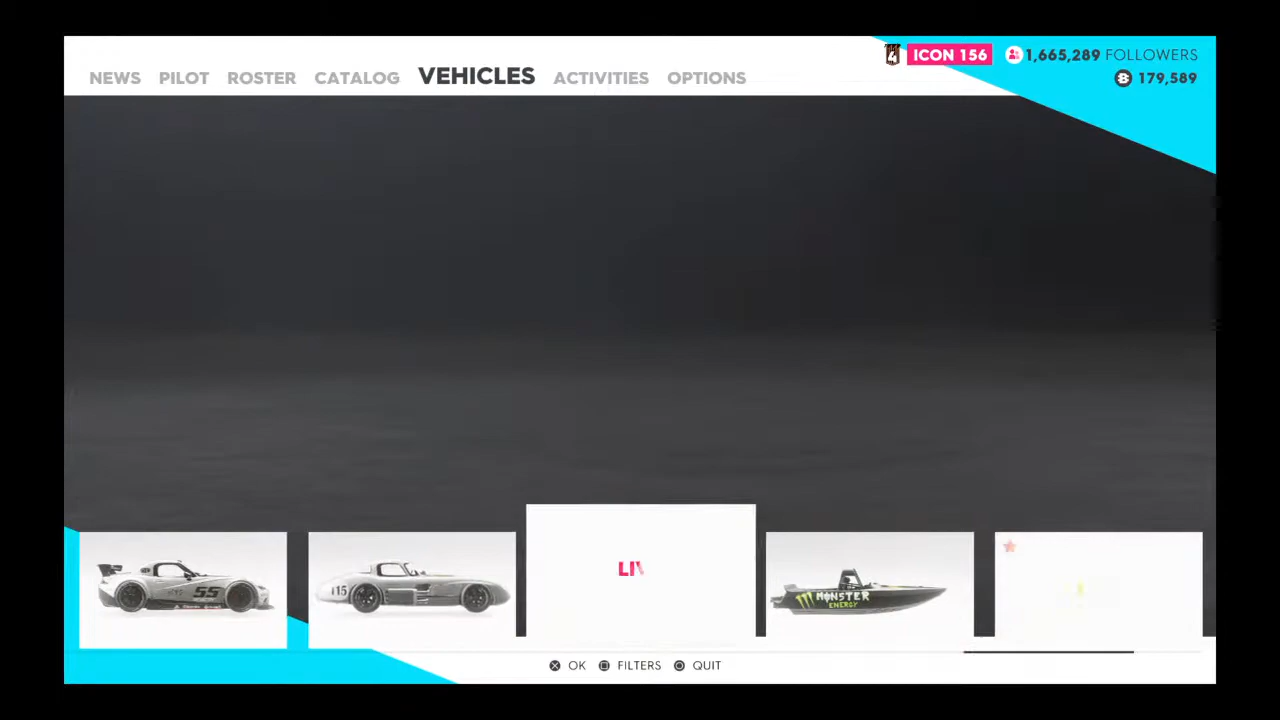 4 ICON 156 1,665,289 FOLLOWERS
NEWS PILOT ROSTER CATALOG VEHICLES ACTIVITIES OPTIONS 179,589
55
115
MONSTER
ENERGY
OK FILTERS QUIT